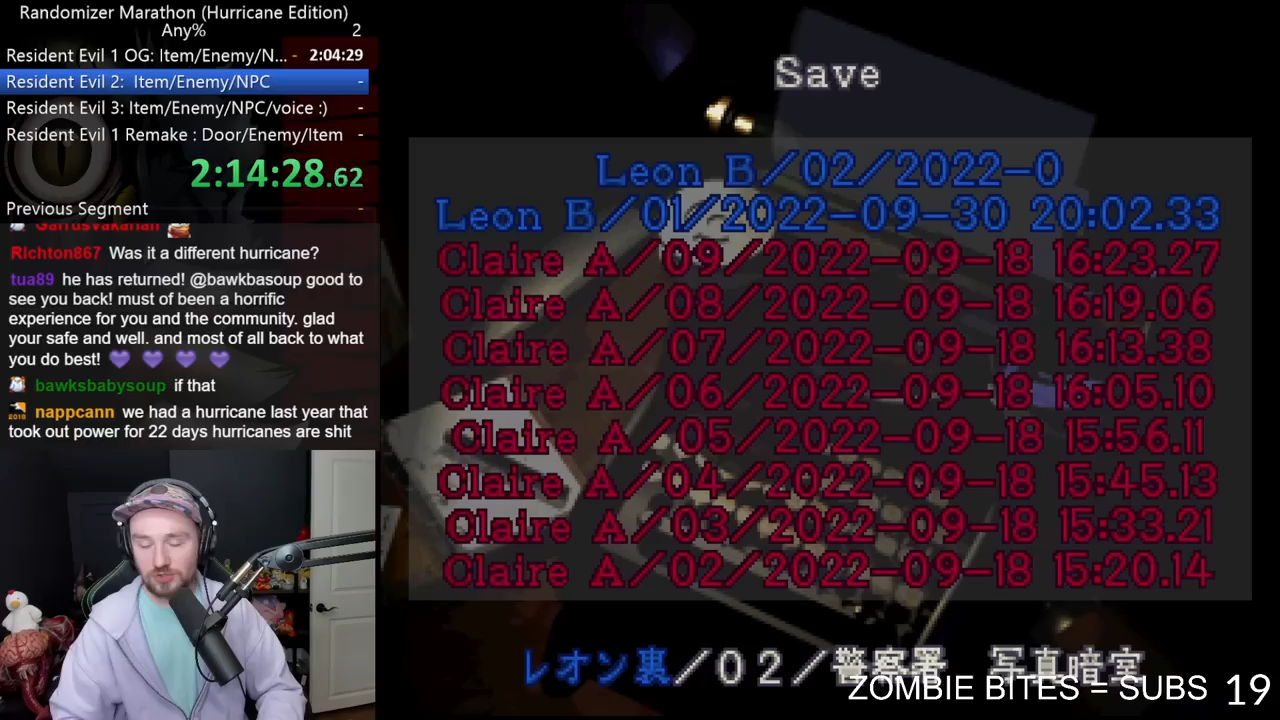 Randomizer Marathon (Hurricane Edition)
Any% 2
Resident Evil 1 OG: Item/Enemy/N... - 2:04:29
Resident Evil 2: Item/Enemy/NPC -
Resident Evil 3: Item/Enemy/NPC/voice :) -
Resident Evil 1 Remake : Door/Enemy/Item -
2:14:28.62
Previous Segment -
GarrusVakarian
Richton867 Was it a different hurricane?
tua89 he has returned! @bawkbasoup good to
see you back! must of been a horrific
experience for you and the community. glad
your safe and well. and most of all back to what
you do best! 💜 💜 💜 💜
bawksbabysoup if that
nappcann we had a hurricane last year that
took out power for 22 days hurricanes are shit
Save
Leon B/02/2022-0
Leon B/01/2022-09-30 20:02.33
Claire A/09/2022-09-18 16:23.27
Claire A/08/2022-09-18 16:19.06
Claire A/07/2022-09-18 16:13.38
Claire A/06/2022-09-18 16:05.10
Claire A/05/2022-09-18 15:56.11
Claire A/04/2022-09-18 15:45.13
Claire A/03/2022-09-18 15:33.21
Claire A/02/2022-09-18 15:20.14
レオン裏/02/警察署 写真暗室
ZOMBIE BITES = SUBS 19